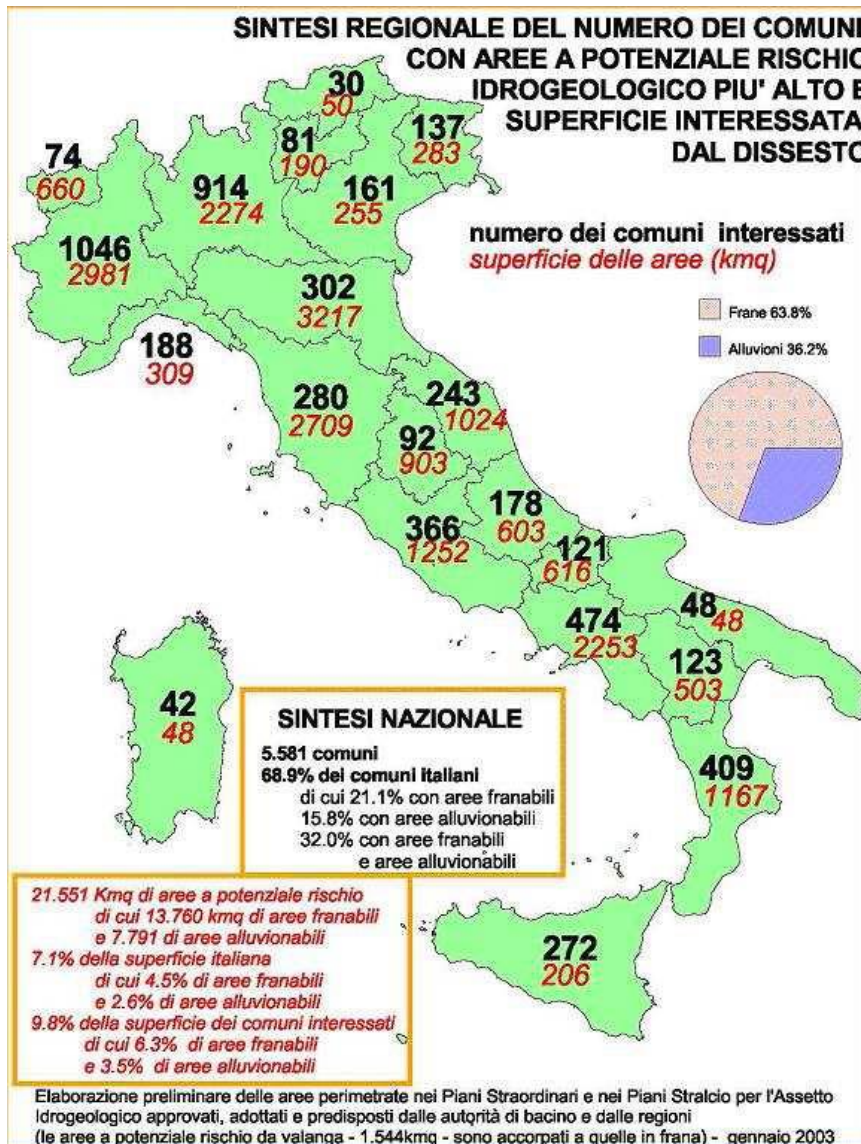 SINTESI REGIONALE DEL NUMERO DEI COMUNI
CON AREE A POTENZIALE RISCHIO
IDROGEOLOGICO PIU' ALTO E
SUPERFICIE INTERESSATA
DAL DISSESTO
30
50
81
190
137
283
74
660
914
2274
161
255
1046
2981
numero dei comuni interessati
superficie delle aree (kmq)
302
3217
Frane 63.8%
Alluvioni 36.2%
188
309
280
2709
243
1024
92
903
178
603
366
1252
121
616
474
2253
48
48
123
503
42
48
409
1167
SINTESI NAZIONALE
5.581 comuni
68.9% dei comuni italiani
di cui 21.1% con aree franabili
15.8% con aree alluvionabili
32.0% con aree franabili
e aree alluvionabili
21.551 Kmq di aree a potenziale rischio
di cui 13.760 kmq di aree franabili
e 7.791 di aree alluvionabili
7.1% della superficie italiana
di cui 4.5% di aree franabili
e 2.6% di aree alluvionabili
9.8% della superficie dei comuni interessati
di cui 6.3% di aree franabili
e 3.5% di aree alluvionabili
272
206
Elaborazione preliminare delle aree perimetrate nei Piani Straordinari e nei Piani Stralcio per l'Assetto
Idrogeologico approvati, adottati e predisposti dalle autorità di bacino e dalle regioni
(le aree a potenziale rischio da valanga - 1.544kmq - sono accorpati a quelle in frana) - gennaio 2003